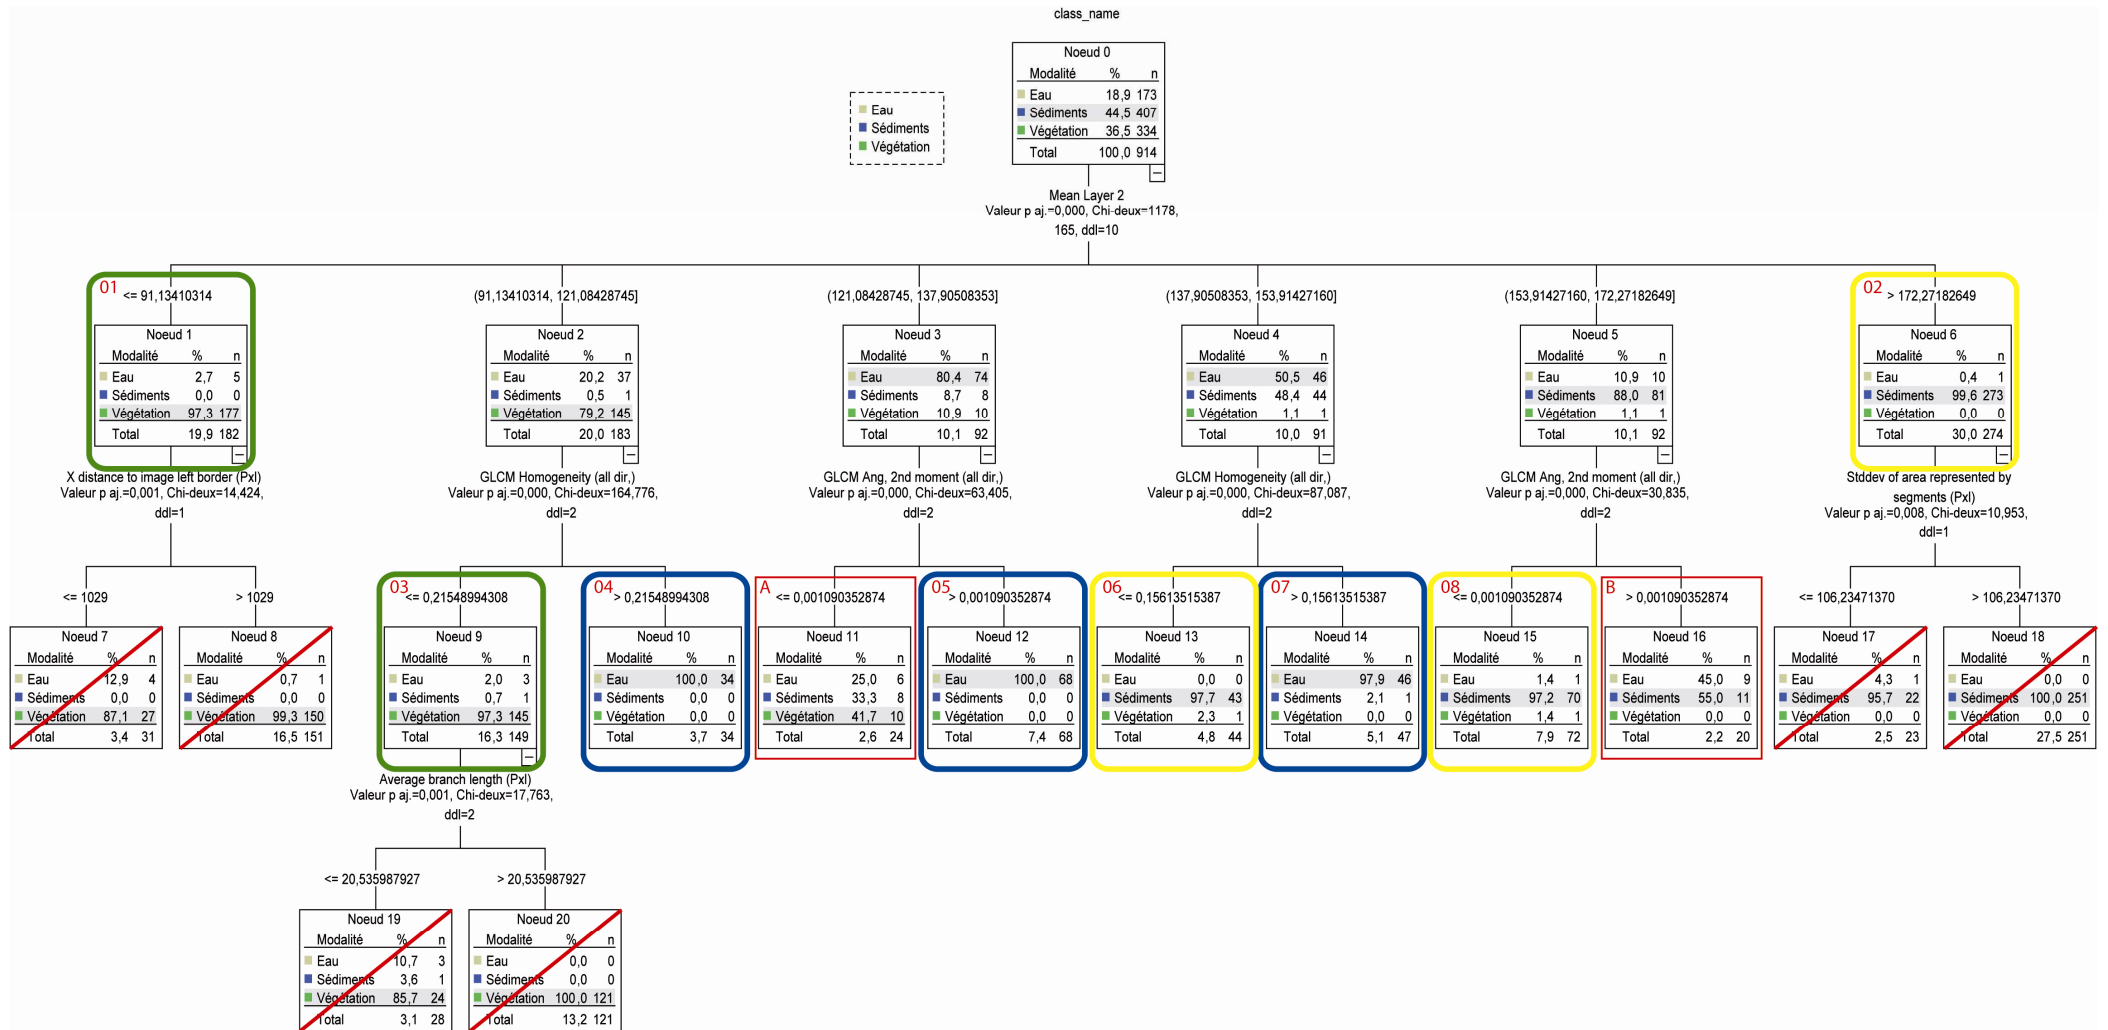 class_name
Noeud 0
Modalité % n
Eau 18,9 173
Sédiments 44,5 407
Végétation 36,5 334
Total 100,0 914
Eau
Sédiments
Végétation
Mean Layer 2
Valeur p aj.=0,000, Chi-deux=1178,
165, ddl=10
01
<= 91,13410314
Noeud 1
Modalité % n
Eau 2,7 5
Sédiments 0,0 0
Végétation 97,3 177
Total 19,9 182
X distance to image left border (Pxl)
Valeur p aj.=0,001, Chi-deux=14,424,
ddl=1
(91,13410314, 121,08428745]
Noeud 2
Modalité % n
Eau 20,2 37
Sédiments 0,5 1
Végétation 79,2 145
Total 20,0 183
GLCM Homogeneity (all dir,)
Valeur p aj.=0,000, Chi-deux=164,776,
ddl=2
(121,08428745, 137,90508353]
Noeud 3
Modalité % n
Eau 80,4 74
Sédiments 8,7 8
Végétation 10,9 10
Total 10,1 92
GLCM Ang, 2nd moment (all dir,)
Valeur p aj.=0,000, Chi-deux=63,405,
ddl=2
(137,90508353, 153,91427160]
Noeud 4
Modalité % n
Eau 50,5 46
Sédiments 48,4 44
Végétation 1,1 1
Total 10,0 91
GLCM Homogeneity (all dir,)
Valeur p aj.=0,000, Chi-deux=87,087,
ddl=2
(153,91427160, 172,27182649]
Noeud 5
Modalité % n
Eau 10,9 10
Sédiments 88,0 81
Végétation 1,1 1
Total 10,1 92
GLCM Ang, 2nd moment (all dir,)
Valeur p aj.=0,000, Chi-deux=30,835,
ddl=2
02
> 172,27182649
Noeud 6
Modalité % n
Eau 0,4 1
Sédiments 99,6 273
Végétation 0,0 0
Total 30,0 274
Stddev of area represented by
segments (Pxl)
Valeur p aj.=0,008, Chi-deux=10,953,
ddl=1
<= 1029
Noeud 7
Modalité % n
Eau 12,9 4
Sédiments 0,0 0
Végétation 87,1 27
Total 3,4 31
> 1029
Noeud 8
Modalité % n
Eau 0,7 1
Sédiments 0,0 0
Végétation 99,3 150
Total 16,5 151
03
<= 0,21548994308
Noeud 9
Modalité % n
Eau 2,0 3
Sédiments 0,7 1
Végétation 97,3 145
Total 16,3 149
Average branch length (Pxl)
Valeur p aj.=0,001, Chi-deux=17,763,
ddl=2
04
> 0,21548994308
Noeud 10
Modalité % n
Eau 100,0 34
Sédiments 0,0 0
Végétation 0,0 0
Total 3,7 34
A
<= 0,001090352874
Noeud 11
Modalité % n
Eau 25,0 6
Sédiments 33,3 8
Végétation 41,7 10
Total 2,6 24
05
> 0,001090352874
Noeud 12
Modalité % n
Eau 100,0 68
Sédiments 0,0 0
Végétation 0,0 0
Total 7,4 68
06
<= 0,15613515387
Noeud 13
Modalité % n
Eau 0,0 0
Sédiments 97,7 43
Végétation 2,3 1
Total 4,8 44
07
> 0,15613515387
Noeud 14
Modalité % n
Eau 97,9 46
Sédiments 2,1 1
Végétation 0,0 0
Total 5,1 47
08
<= 0,001090352874
Noeud 15
Modalité % n
Eau 1,4 1
Sédiments 97,2 70
Végétation 1,4 1
Total 7,9 72
B
> 0,001090352874
Noeud 16
Modalité % n
Eau 45,0 9
Sédiments 55,0 11
Végétation 0,0 0
Total 2,2 20
<= 106,23471370
Noeud 17
Modalité % n
Eau 4,3 1
Sédiments 95,7 22
Végétation 0,0 0
Total 2,5 23
> 106,23471370
Noeud 18
Modalité % n
Eau 0,0 0
Sédiments 100,0 251
Végétation 0,0 0
Total 27,5 251
<= 20,535987927
Noeud 19
Modalité % n
Eau 10,7 3
Sédiments 3,6 1
Végétation 85,7 24
Total 3,1 28
> 20,535987927
Noeud 20
Modalité % n
Eau 0,0 0
Sédiments 0,0 0
Végétation 100,0 121
Total 13,2 121